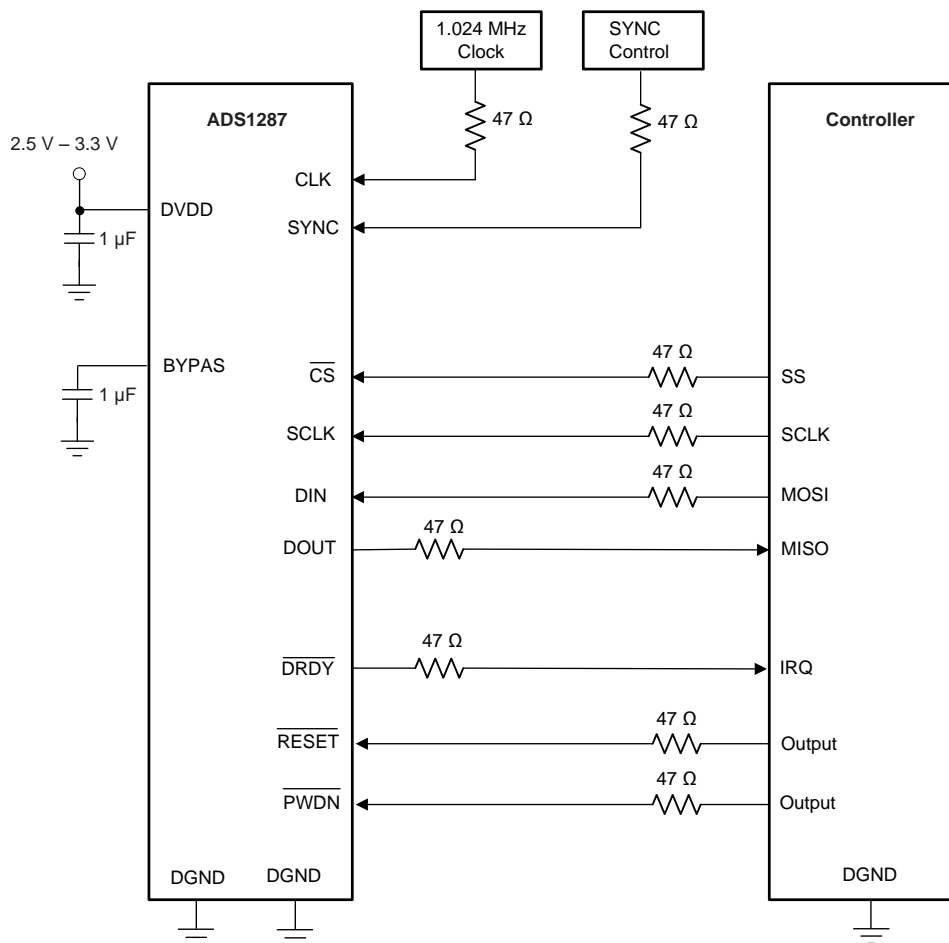 1.024 MHz
Clock
SYNC
Control
ADS1287
47 Ω
47 Ω
Controller
2.5 V – 3.3 V
CLK
DVDD
SYNC
1 µF
47 Ω
BYPAS
CS
SS
1 µF
47 Ω
SCLK
SCLK
47 Ω
DIN
MOSI
47 Ω
DOUT
MISO
47 Ω
DRDY
IRQ
47 Ω
RESET
Output
47 Ω
PWDN
Output
DGND
DGND
DGND